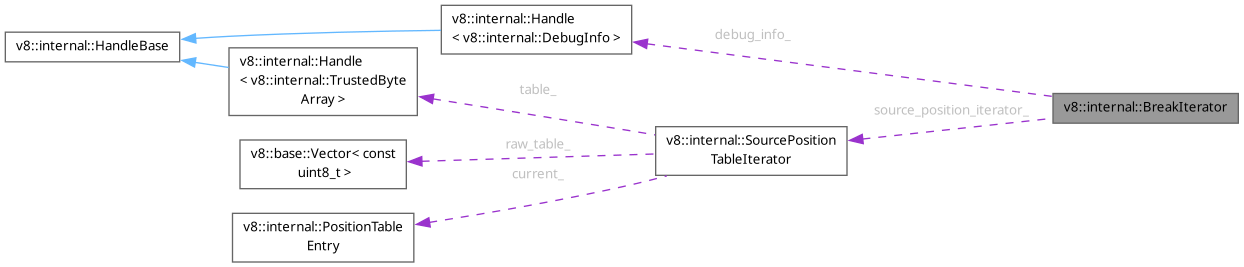 v8::internal::HandleBase
v8::internal::Handle
< v8::internal::DebugInfo >
v8::internal::Handle
< v8::internal::TrustedByte
Array >
v8::base::Vector< const
uint8_t >
v8::internal::PositionTable
Entry
debug_info_
table_
raw_table_
current_
v8::internal::SourcePosition
TableIterator
source_position_iterator_
v8::internal::BreakIterator